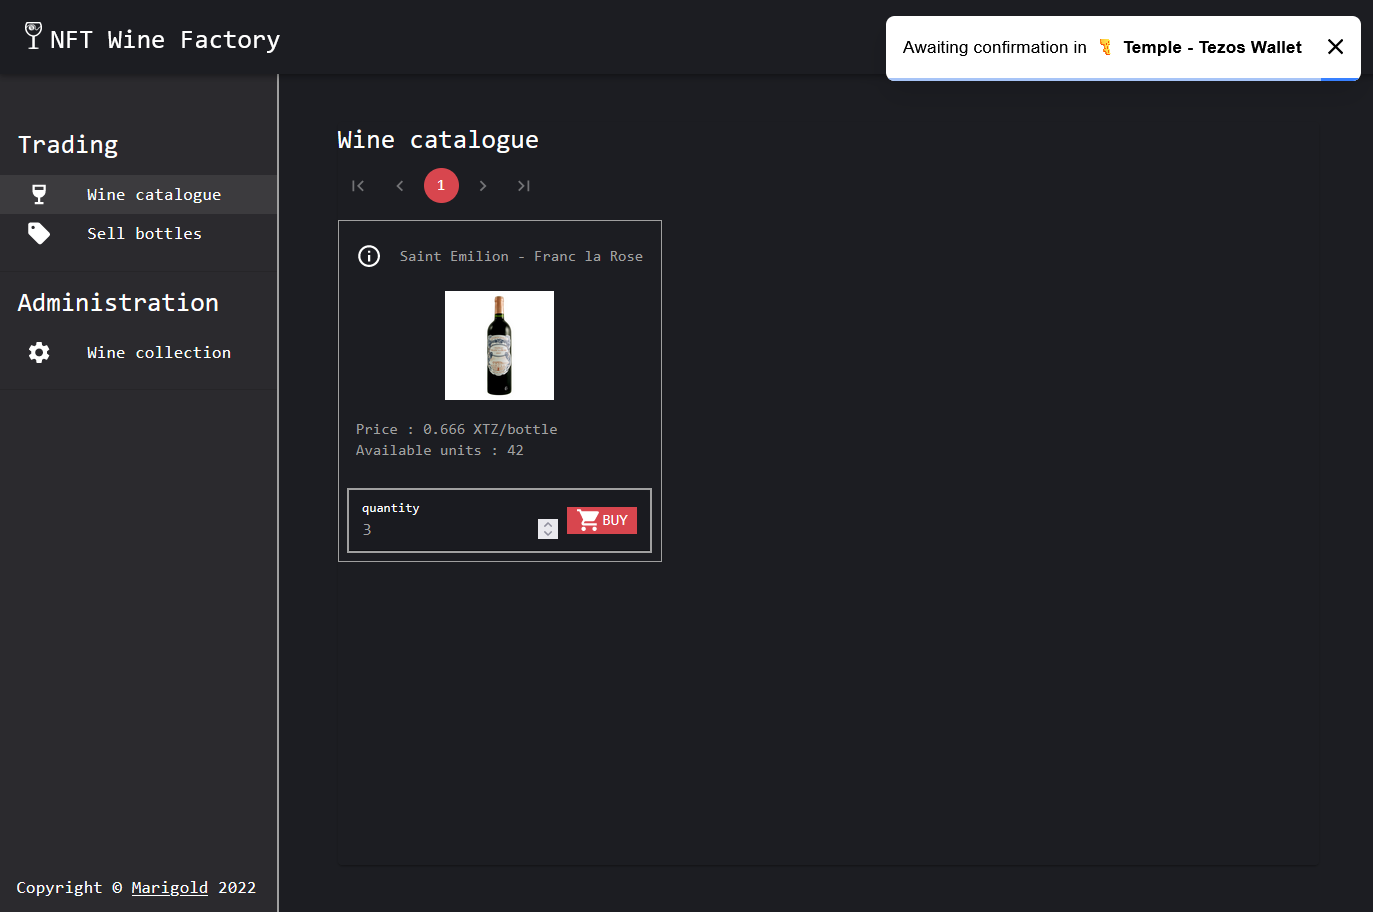 NFT Wine Factory
Awaiting confirmation in Temple - Tezos Wallet
Trading
Wine catalogue
Sell bottles
Administration
Wine collection
Copyright © Marigold 2022
Wine catalogue
1
Saint Emilion - Franc la Rose
Price : 0.666 XTZ/bottle
Available units : 42
quantity
3
BUY